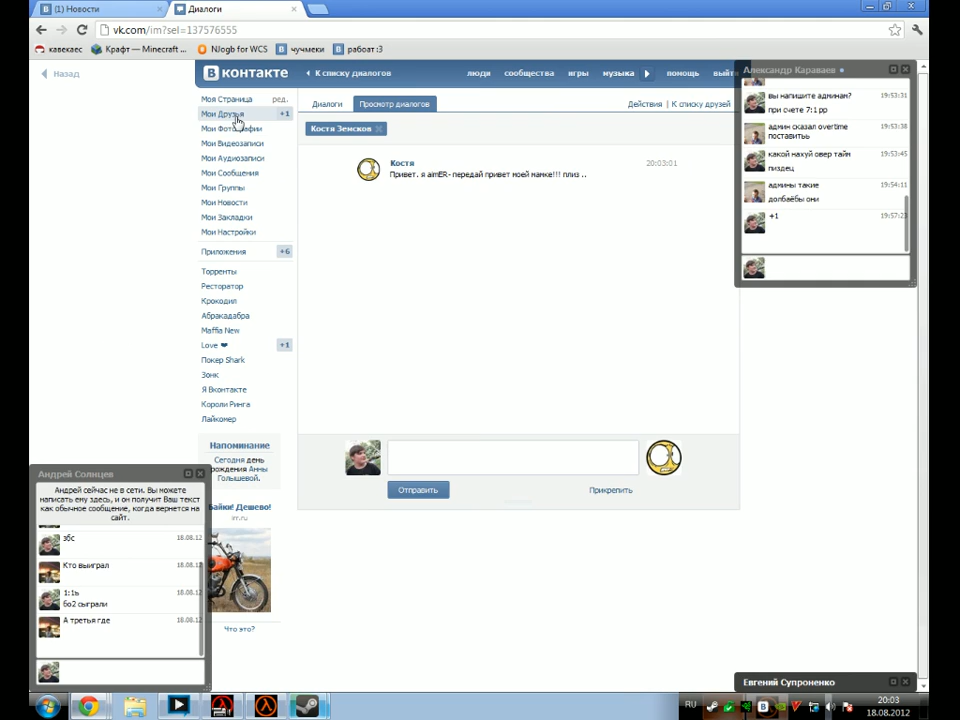 (1) Новости
Диалоги
vk.com/im?sel=137576555
кавекаес
Крафт — Minecraft ...
NJlogb for WCS
чучмеки
рабоат :3
Назад
ВКОНТАКТЕ
К списку диалогов
люди
сообщества
игры
музыка
помощь
выйт
Моя Страница
ред.
Мои Друзья
+1
Мои Фотографии
Мои Видеозаписи
Мои Аудиозаписи
Мои Сообщения
Мои Группы
Мои Новости
Мои Закладки
Мои Настройки
Приложения
+6
Торренты
Ресторатор
Крокодил
Абракадабра
Maffia New
Love ❤
+1
Покер Shark
Зонк
Я Вконтакте
Короли Ринга
Лайкомер
Напоминание
Сегодня день
рождения Анны
Голышевой.
Байки! Дешево!
irr.ru
Что это?
Диалоги
Просмотр диалогов
Действия | К списку друзей
Костя Земсков
Костя
20:03:01
Привет. я aimER- передай привет моей мамке!!! плиз ..
Отправить
Прикрепить
Александр Караваев
вы напишите админам?
19:53:31
при счете 7:1 рр
админ сказал overtime
19:53:38
поставить
какой нахуй овер тайм
19:53:45
пиздец
админы такие
19:54:11
долбаёбы они
+1
19:57:23
Андрей Солнцев
Андрей сейчас не в сети. Вы можете
написать ему здесь, и он получит Ваш текст
как обычное сообщение, когда вернется на
сайт.
збс
18.08.12
Кто выиграл
18.08.12
1:1ь
18.08.12
бо2 сыграли
А третья где
18.08.12
Евгений Супроненко
RU
20:03
18.08.2012